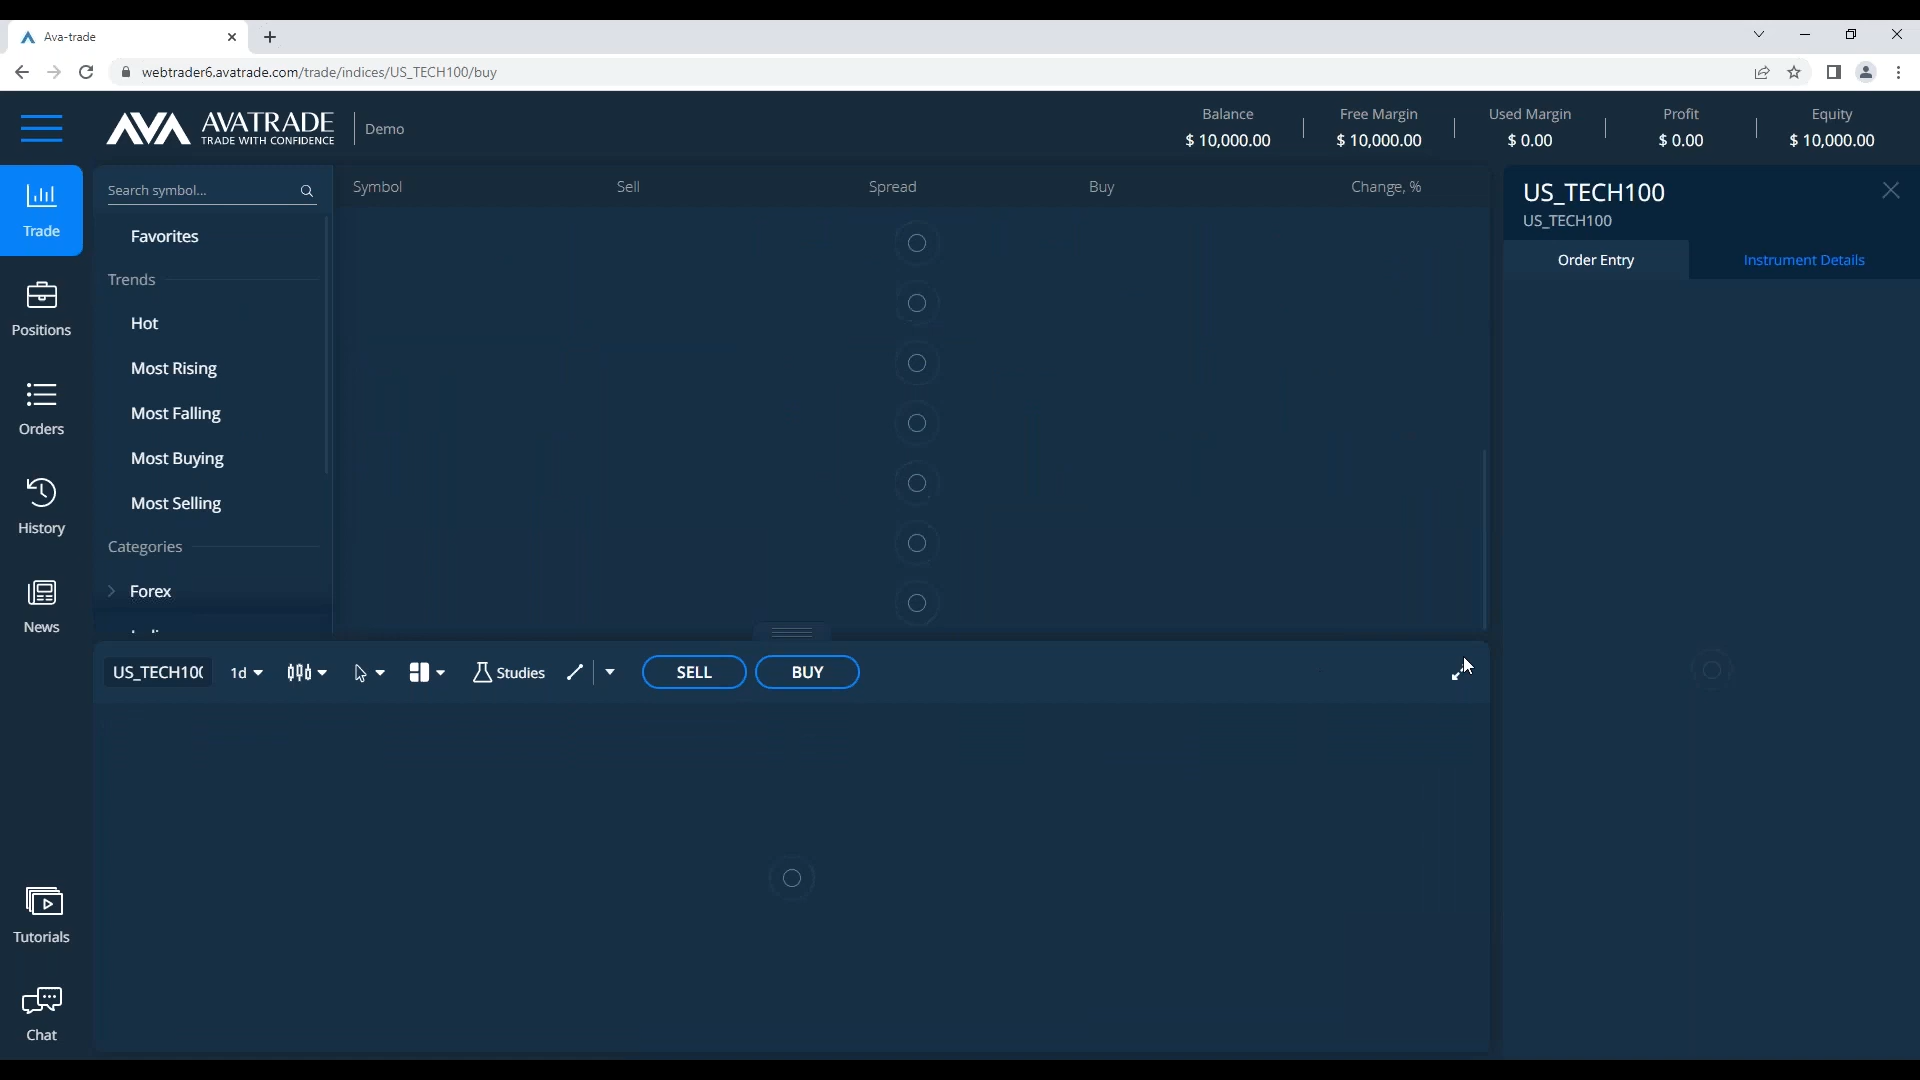 Ava-trade
webtrader6.avatrade.com/trade/indices/US_TECH100/buy
AVA AVATRADE
TRADE WITH CONFIDENCE
Demo
Balance
$ 10,000.00
Free Margin
$ 10,000.00
Used Margin
$ 0.00
Profit
$ 0.00
Equity
$ 10,000.00
Trade
Positions
Orders
History
News
Tutorials
Chat
Search symbol...
Favorites
Trends
Hot
Most Rising
Most Falling
Most Buying
Most Selling
Categories
Forex
Symbol Sell Spread Buy Change, %
US_TECH10
1d
Studies
SELL
BUY
US_TECH100
US_TECH100
Order Entry
Instrument Details